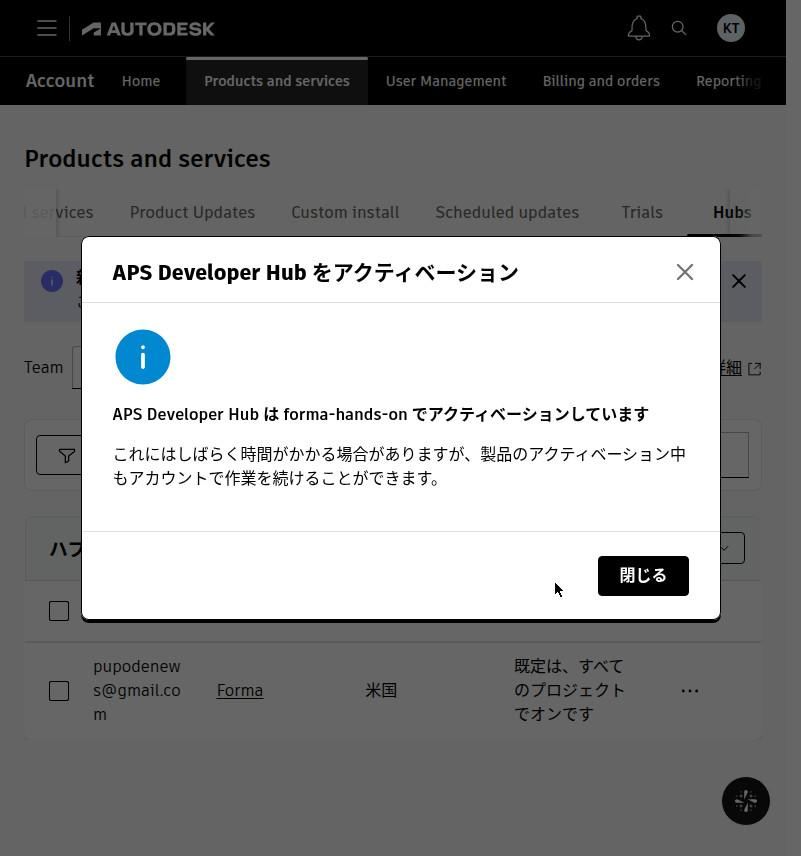 AUTODESK
KT
Account Home Products and services User Management Billing and orders Reporting
Products and services
services Product Updates Custom install Scheduled updates Trials Hubs
APS Developer Hub をアクティベーション
Team
詳細
APS Developer Hub は forma-hands-on でアクティベーションしています
これにはしばらく時間がかかる場合がありますが、製品のアクティベーション中
もアカウントで作業を続けることができます。
ハブ
閉じる
pupodenew
s@gmail.co
m
Forma
米国
既定は、すべて
のプロジェクト
でオンです